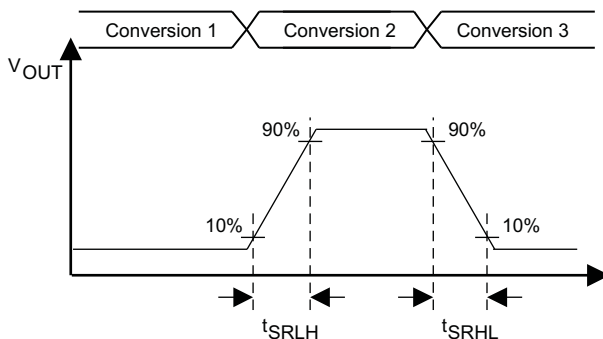 Conversion 1 Conversion 2 Conversion 3
VOUT
90% 90%
10% 10%
tSRLH tSRHL